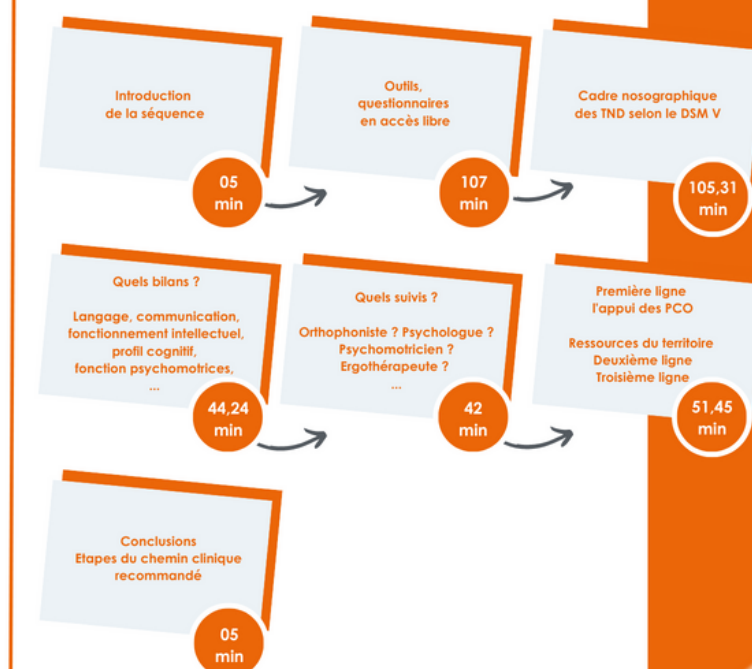 Introduction
de la séquence
05
min
Outils,
questionnaires
en accès libre
107
min
Cadre nosographique
des TND selon le DSM V
105,31
min
Quels bilans ?
Langage, communication,
fonctionnement intellectuel,
profil cognitif,
fonction psychomotrices,
...
44,24
min
Quels suivis ?
Orthophoniste ? Psychologue ?
Psychomotricien ?
Ergothérapeute ?
...
42
min
Première ligne
l'appui des PCO
Ressources du territoire
Deuxième ligne
Troisième ligne
51,45
min
Conclusions
Etapes du chemin clinique
recommandé
05
min